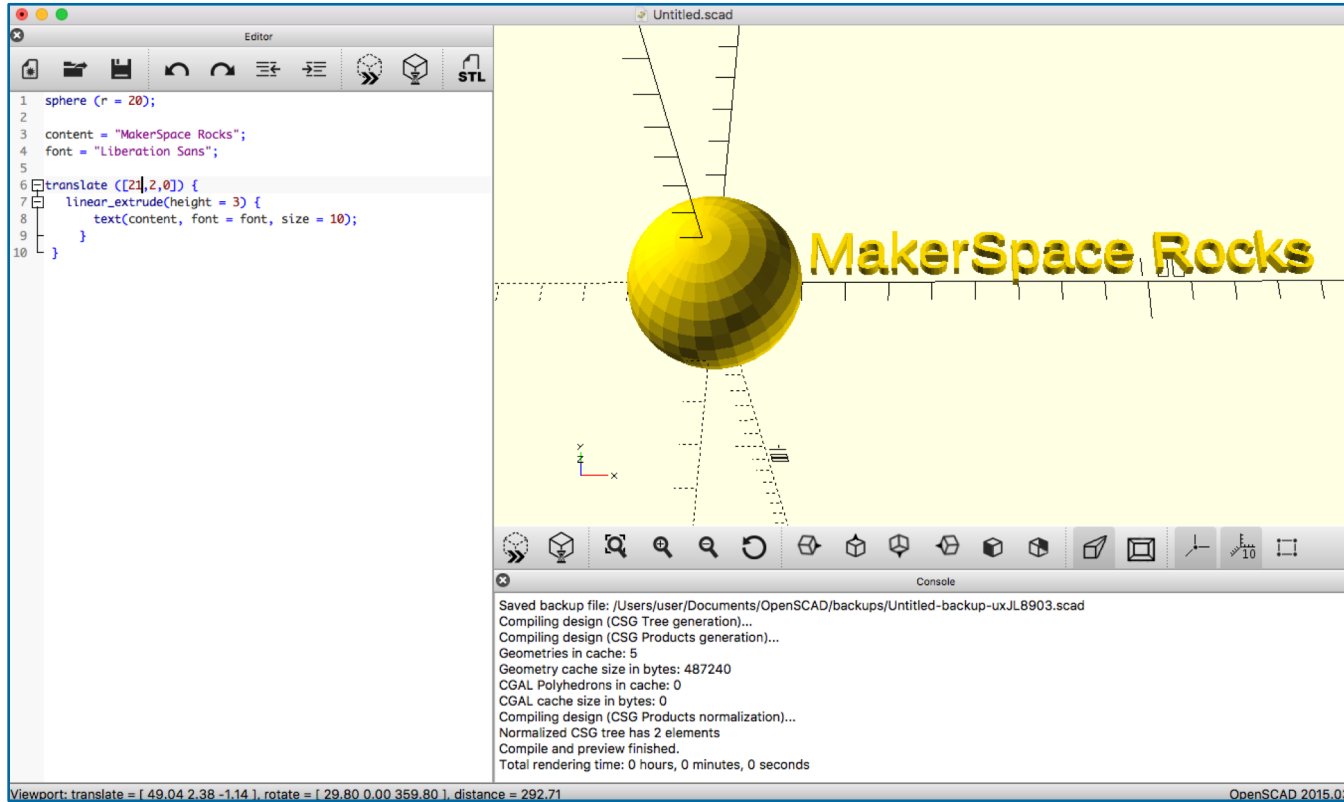 Untitled.scad
Editor
STL
1 sphere (r = 20);
2
3 content = "MakerSpace Rocks";
4 font = "Liberation Sans";
5
6 translate ([21,2,0]) {
7 linear_extrude(height = 3) {
8 text(content, font = font, size = 10);
9 }
10 }
MakerSpace Rocks
Y
Z
X
10
Console
Saved backup file: /Users/user/Documents/OpenSCAD/backups/Untitled-backup-uxJL8903.scad
Compiling design (CSG Tree generation)...
Compiling design (CSG Products generation)...
Geometries in cache: 5
Geometry cache size in bytes: 487240
CGAL Polyhedrons in cache: 0
CGAL cache size in bytes: 0
Compiling design (CSG Products normalization)...
Normalized CSG tree has 2 elements
Compile and preview finished.
Total rendering time: 0 hours, 0 minutes, 0 seconds
Viewport: translate = [ 49.04 2.38 -1.14 ], rotate = [ 29.80 0.00 359.80 ], distance = 292.71
OpenSCAD